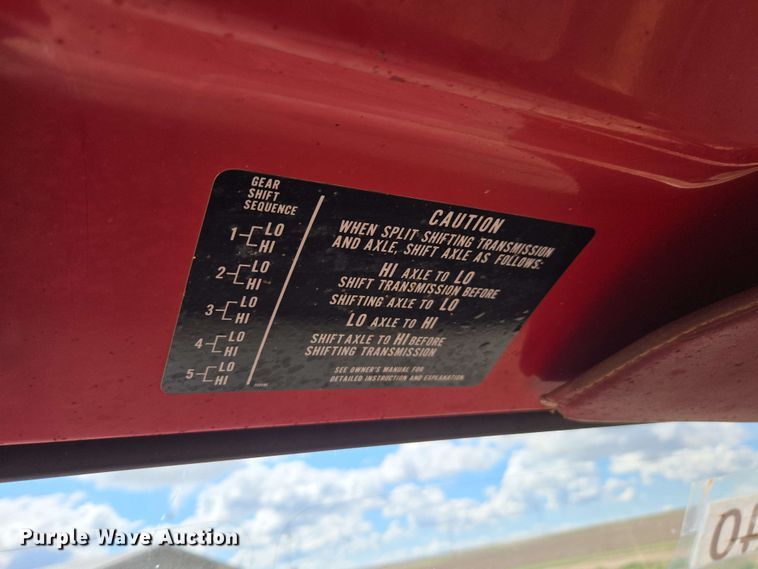 GEAR
SHIFT
SEQUENCE
1 LO
HI
2 LO
HI
3 LO
HI
4 LO
HI
5 LO
HI
CAUTION
WHEN SPLIT SHIFTING TRANSMISSION
AND AXLE, SHIFT AXLE AS FOLLOWS:
HI AXLE TO LO
SHIFT TRANSMISSION BEFORE
SHIFTING AXLE TO LO
LO AXLE TO HI
SHIFT AXLE TO HI BEFORE
SHIFTING TRANSMISSION
SEE OWNER'S MANUAL FOR
DETAILED INSTRUCTION AND EXPLANATION
Purple Wave Auction